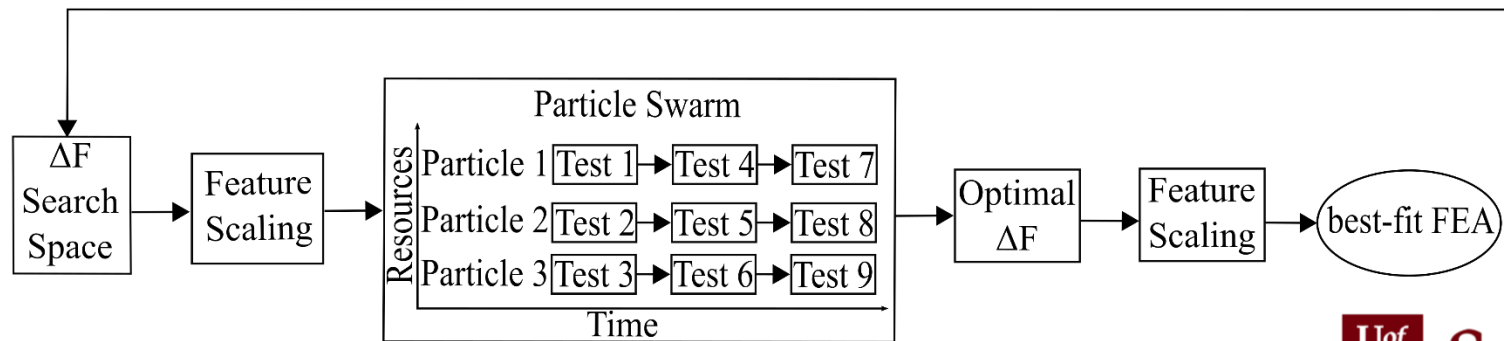 ΔF
Search
Space
Feature
Scaling
Particle Swarm
Resources
Particle 1 Test 1 Test 4 Test 7
Particle 2 Test 2 Test 5 Test 8
Particle 3 Test 3 Test 6 Test 9
Time
Optimal
ΔF
Feature
Scaling
best-fit FEA
Uof